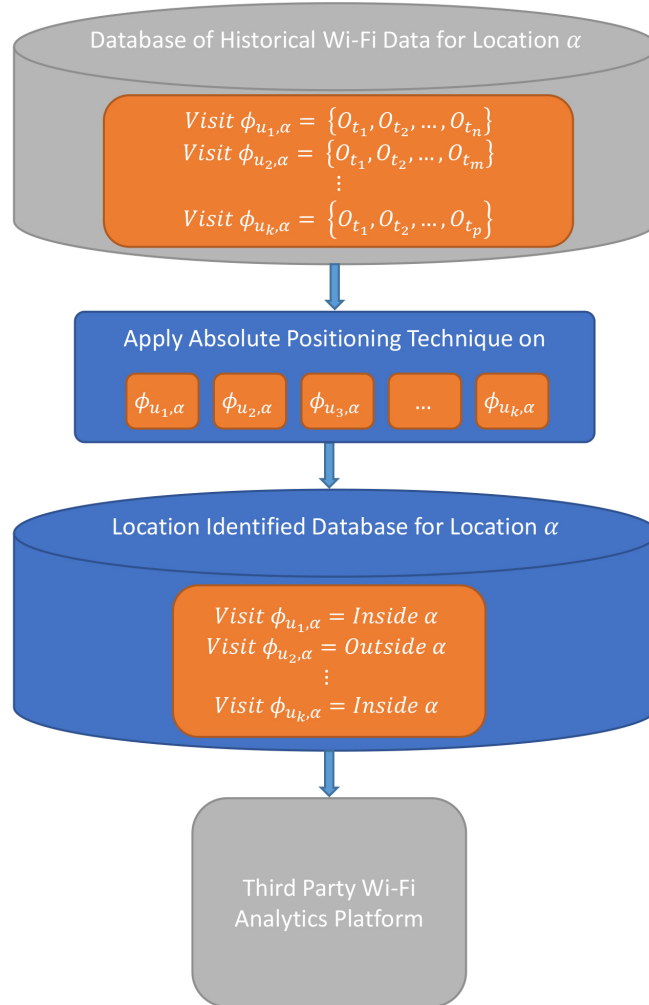 Database of Historical Wi-Fi Data for Location α
Visit ϕ_{u_1,α} = {O_{t_1}, O_{t_2}, ..., O_{t_n}}
Visit ϕ_{u_2,α} = {O_{t_1}, O_{t_2}, ..., O_{t_m}}
⋮
Visit ϕ_{u_k,α} = {O_{t_1}, O_{t_2}, ..., O_{t_p}}
Apply Absolute Positioning Technique on
ϕ_{u_1,α} ϕ_{u_2,α} ϕ_{u_3,α} ... ϕ_{u_k,α}
Location Identified Database for Location α
Visit ϕ_{u_1,α} = Inside α
Visit ϕ_{u_2,α} = Outside α
⋮
Visit ϕ_{u_k,α} = Inside α
Third Party Wi-Fi
Analytics Platform